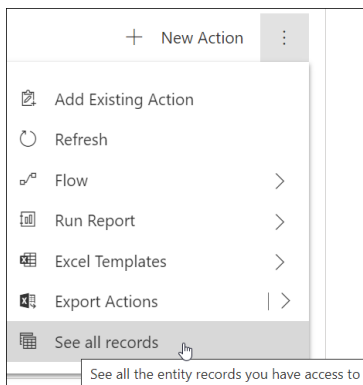 New Action
Add Existing Action
Refresh
Flow
Run Report
Excel Templates
Export Actions
See all records
See all the entity records you have access to